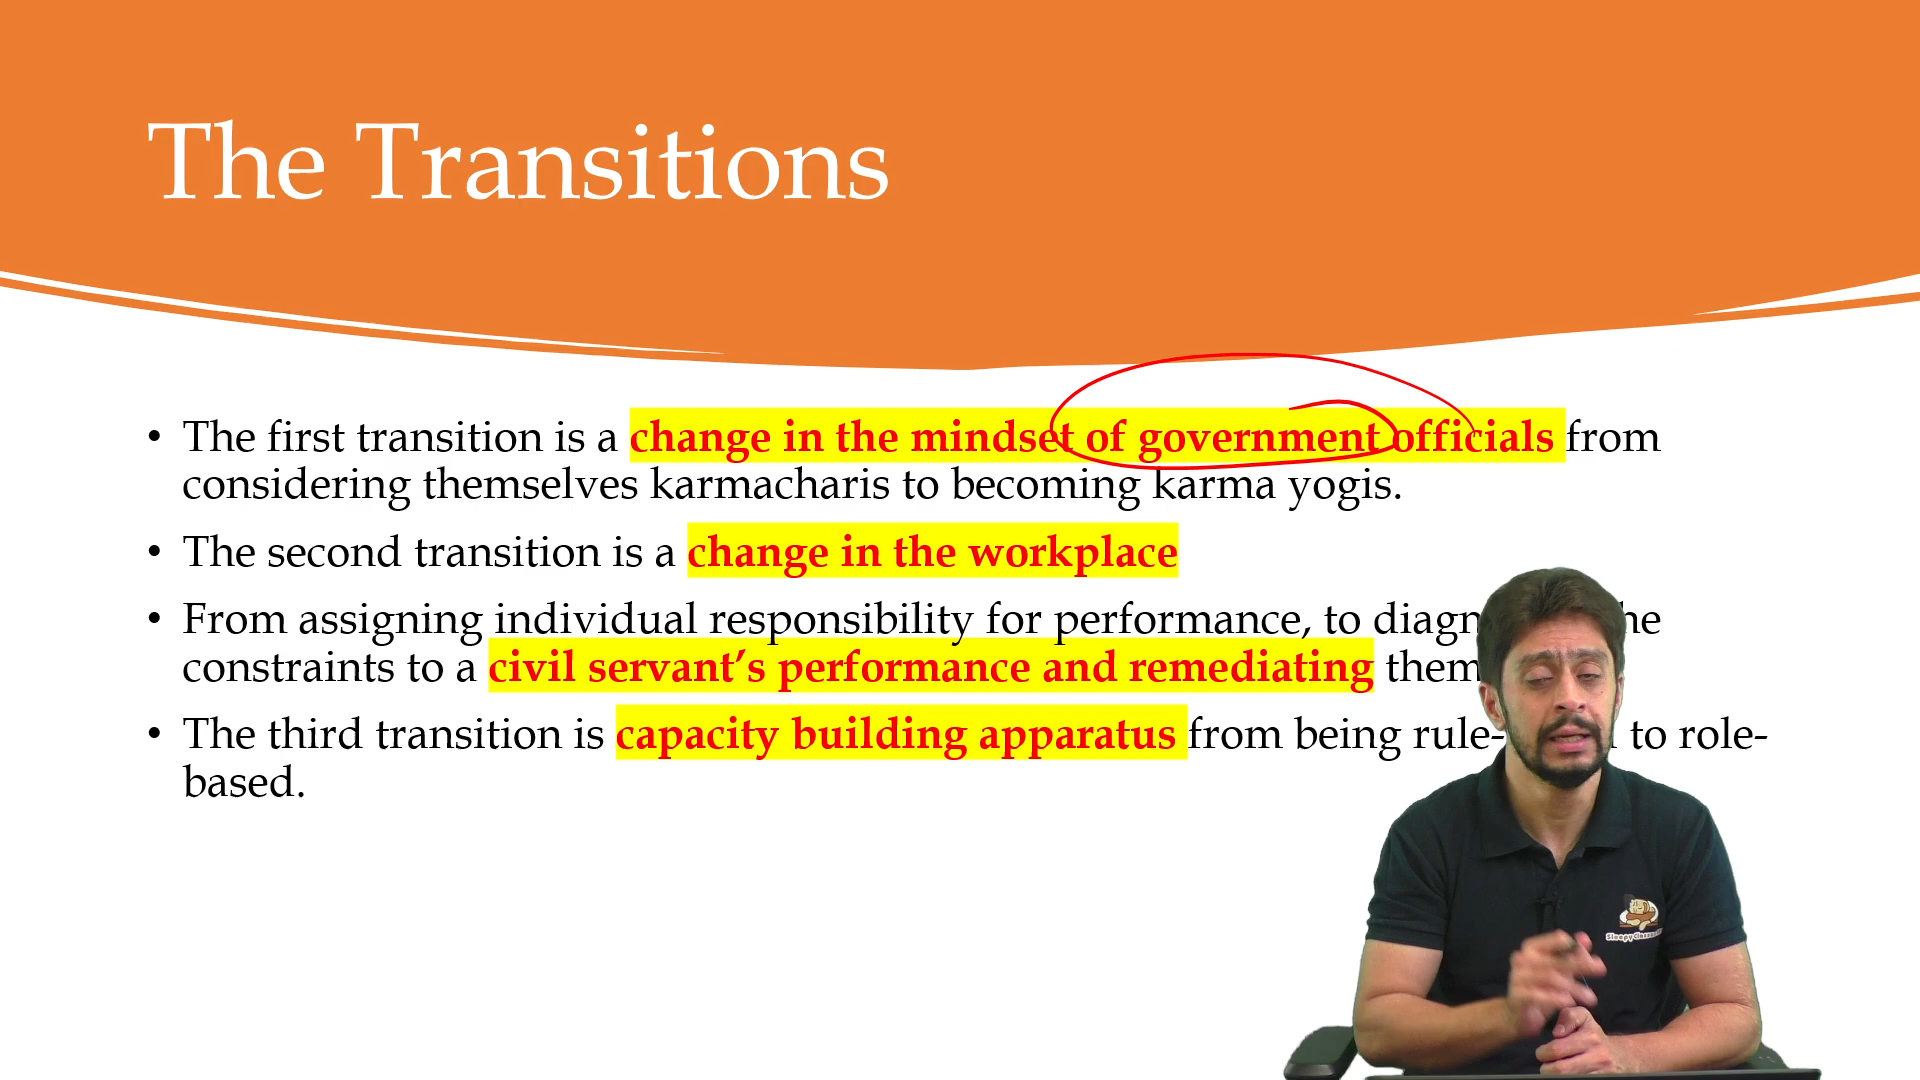 The Transitions
• The first transition is a change in the mindset of government officials from
considering themselves karmacharis to becoming karma yogis.
• The second transition is a change in the workplace
• From assigning individual responsibility for performance, to diagn he
constraints to a civil servant’s performance and remediating them
• The third transition is capacity building apparatus from being rule- to role-
based.